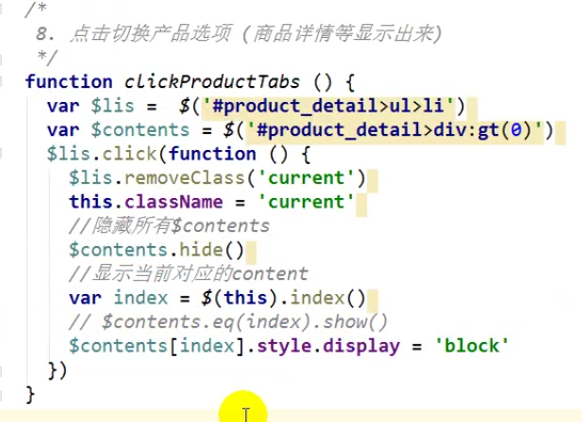 /*
8. 点击切换产品选项 (商品详情等显示出来)
*/
function clickProductTabs () {
var $lis =  $('#product_detail>ul>li')
var $contents = $('#product_detail>div:gt(0)')
$lis.click(function () {
$lis.removeClass('current')
this.className = 'current'
//隐藏所有$contents
$contents.hide()
//显示当前对应的content
var index = $(this).index()
// $contents.eq(index).show()
$contents[index].style.display = 'block'
})
}